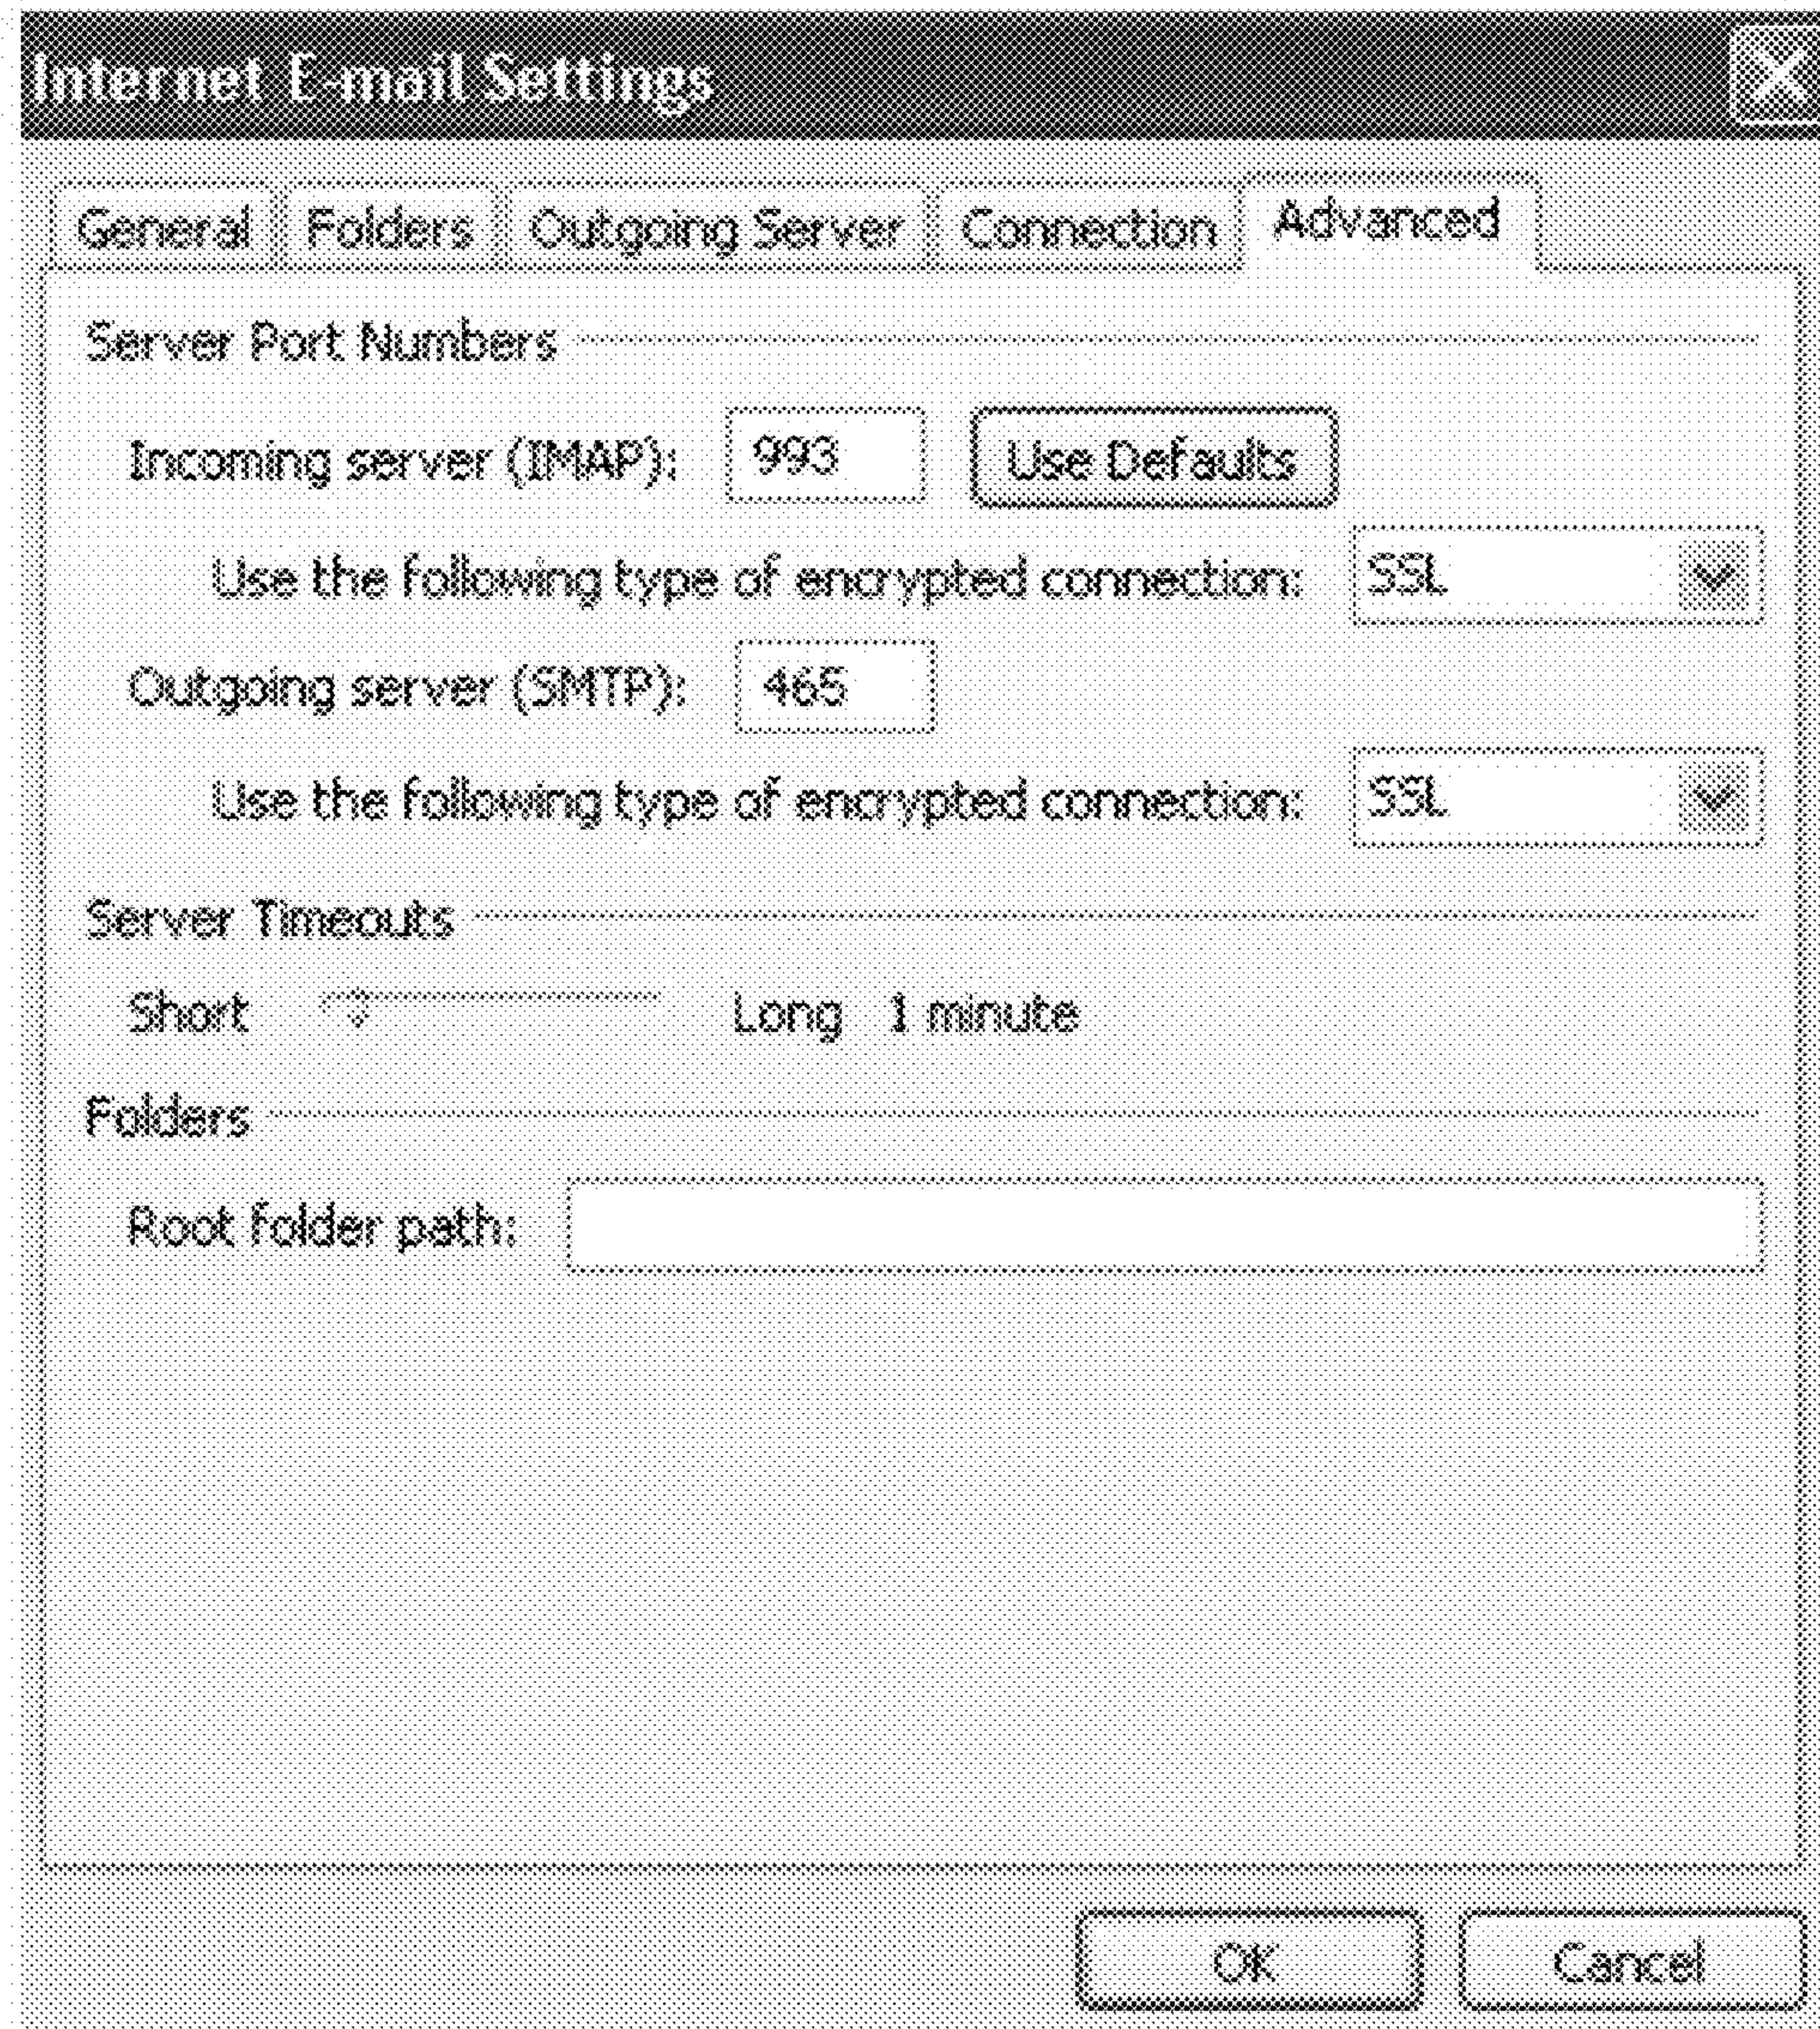 Internet E-mail Settings
General Folders Outgoing Server Connection Advanced
Server Port Numbers
Incoming server (IMAP): 993 Use Defaults
Use the following type of encrypted connection: SSL
Outgoing server (SMTP): 465
Use the following type of encrypted connection: SSL
Server Timeouts
Short Long 1 minute
Folders
Root folder path:
OK Cancel